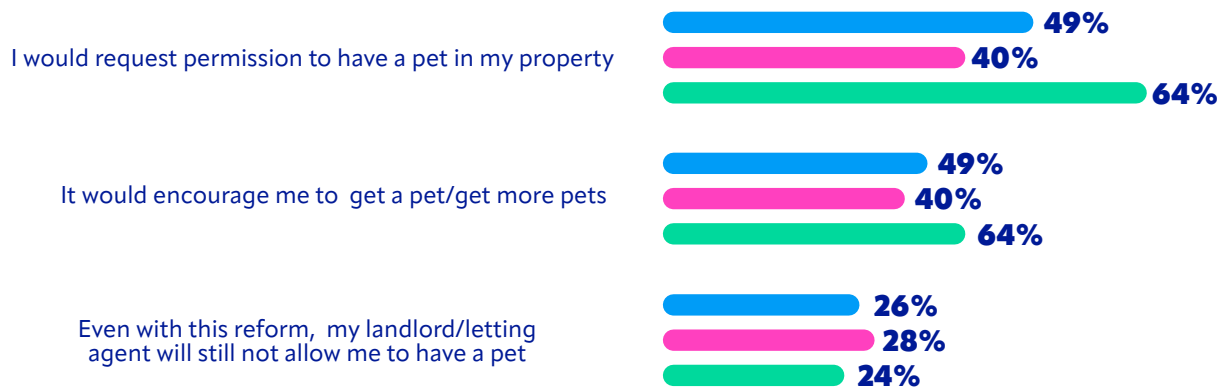 I would request permission to have a pet in my property
49%
40%
64%
It would encourage me to get a pet/get more pets
49%
40%
64%
Even with this reform, my landlord/letting
agent will still not allow me to have a pet
26%
28%
24%